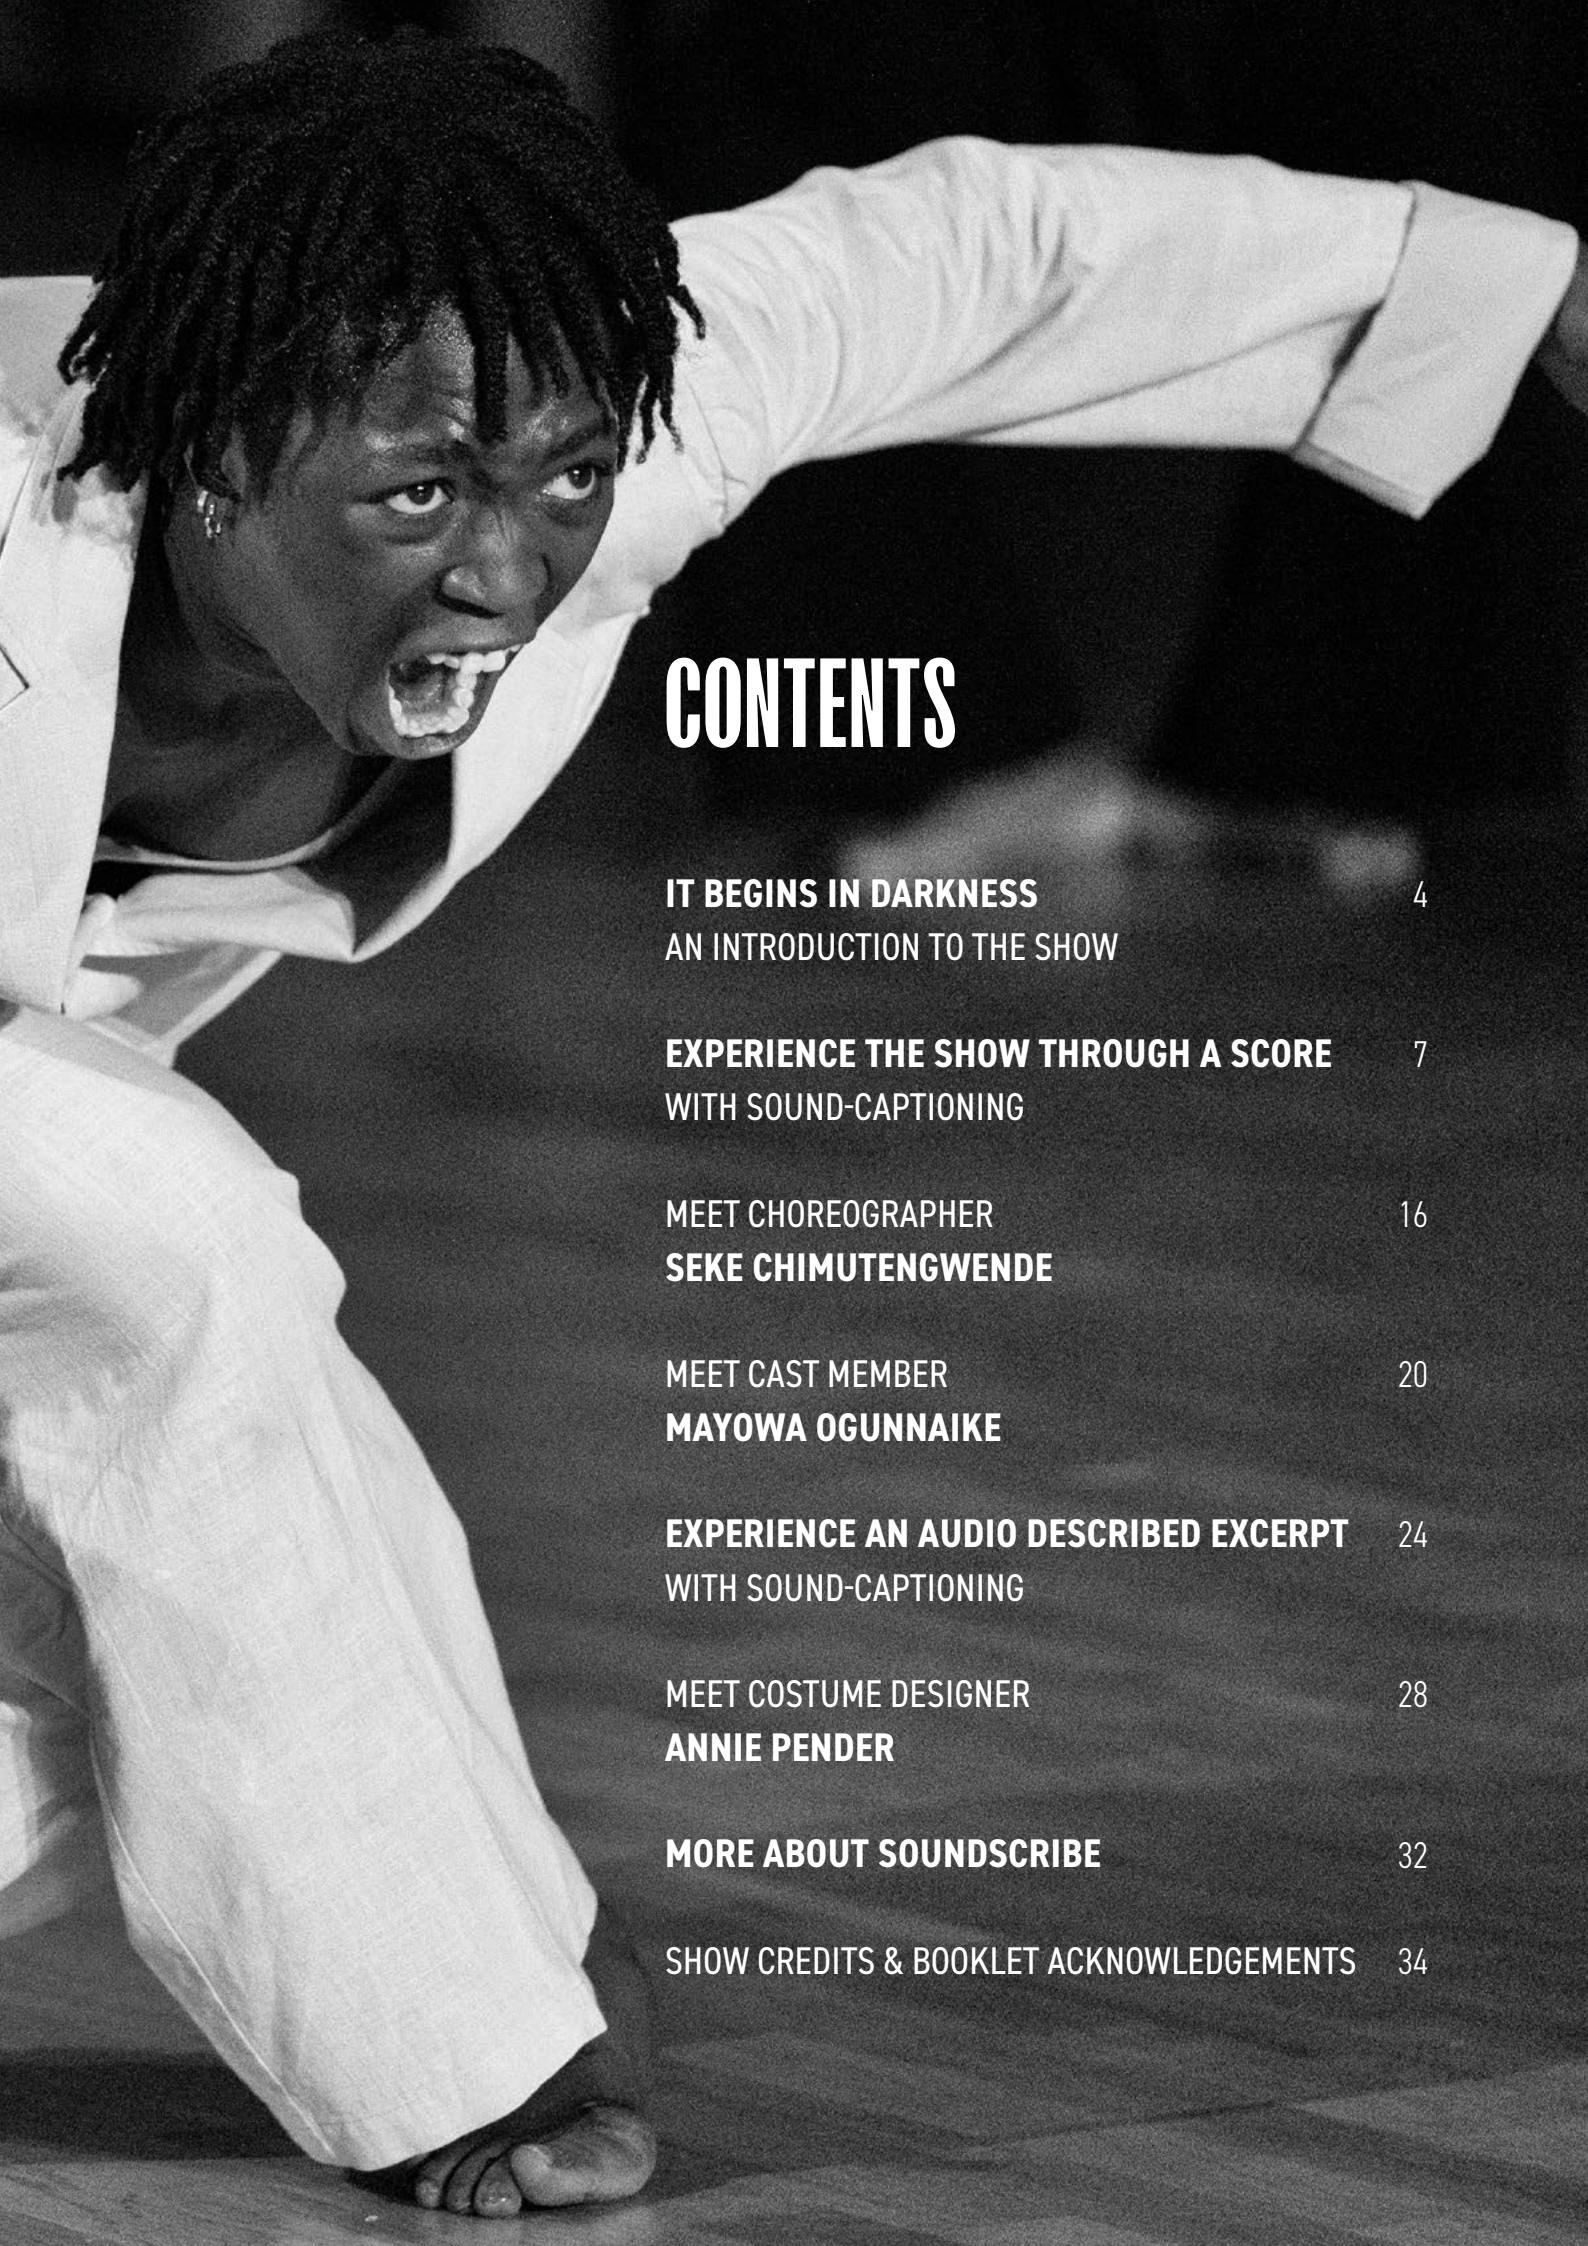 CONTENTS
IT BEGINS IN DARKNESS 4
AN INTRODUCTION TO THE SHOW
EXPERIENCE THE SHOW THROUGH A SCORE 7
WITH SOUND-CAPTIONING
MEET CHOREOGRAPHER 16
SEKE CHIMUTENGWENDE
MEET CAST MEMBER 20
MAYOWA OGUNNAIKE
EXPERIENCE AN AUDIO DESCRIBED EXCERPT 24
WITH SOUND-CAPTIONING
MEET COSTUME DESIGNER 28
ANNIE PENDER
MORE ABOUT SOUNDSCRIBE 32
SHOW CREDITS & BOOKLET ACKNOWLEDGEMENTS 34